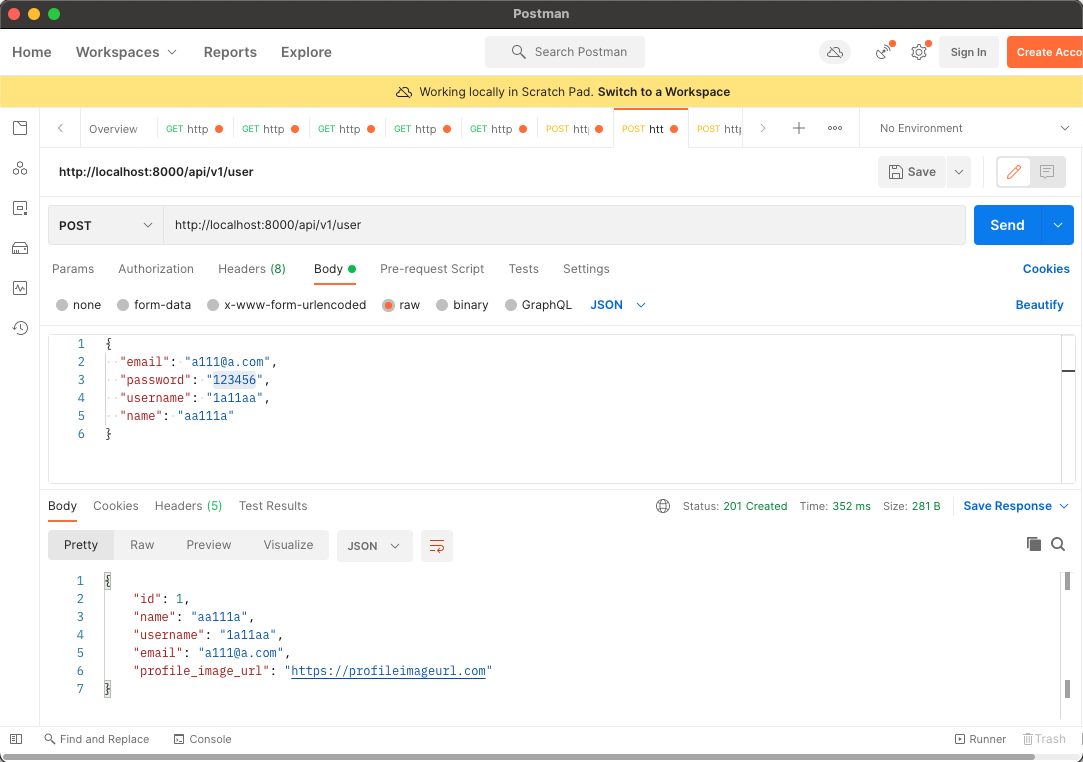 Postman
Home Workspaces Reports Explore Search Postman Sign In Create Acco
Working locally in Scratch Pad. Switch to a Workspace
Overview GET http GET http GET http GET http GET http POST htt POST htt POST http No Environment
http://localhost:8000/api/v1/user Save
POST http://localhost:8000/api/v1/user Send
Params Authorization Headers (8) Body Pre-request Script Tests Settings Cookies
none form-data x-www-form-urlencoded raw binary GraphQL JSON Beautify
1 {
2 "email": "a111@a.com",
3 "password": "123456",
4 "username": "1a11aa",
5 "name": "aa111a"
6 }
Body Cookies Headers (5) Test Results Status: 201 Created Time: 352 ms Size: 281 B Save Response
Pretty Raw Preview Visualize JSON
1 {
2 "id": 1,
3 "name": "aa111a",
4 "username": "1a11aa",
5 "email": "a111@a.com",
6 "profile_image_url": "https://profileimageurl.com"
7 }
Find and Replace Console Runner Trash